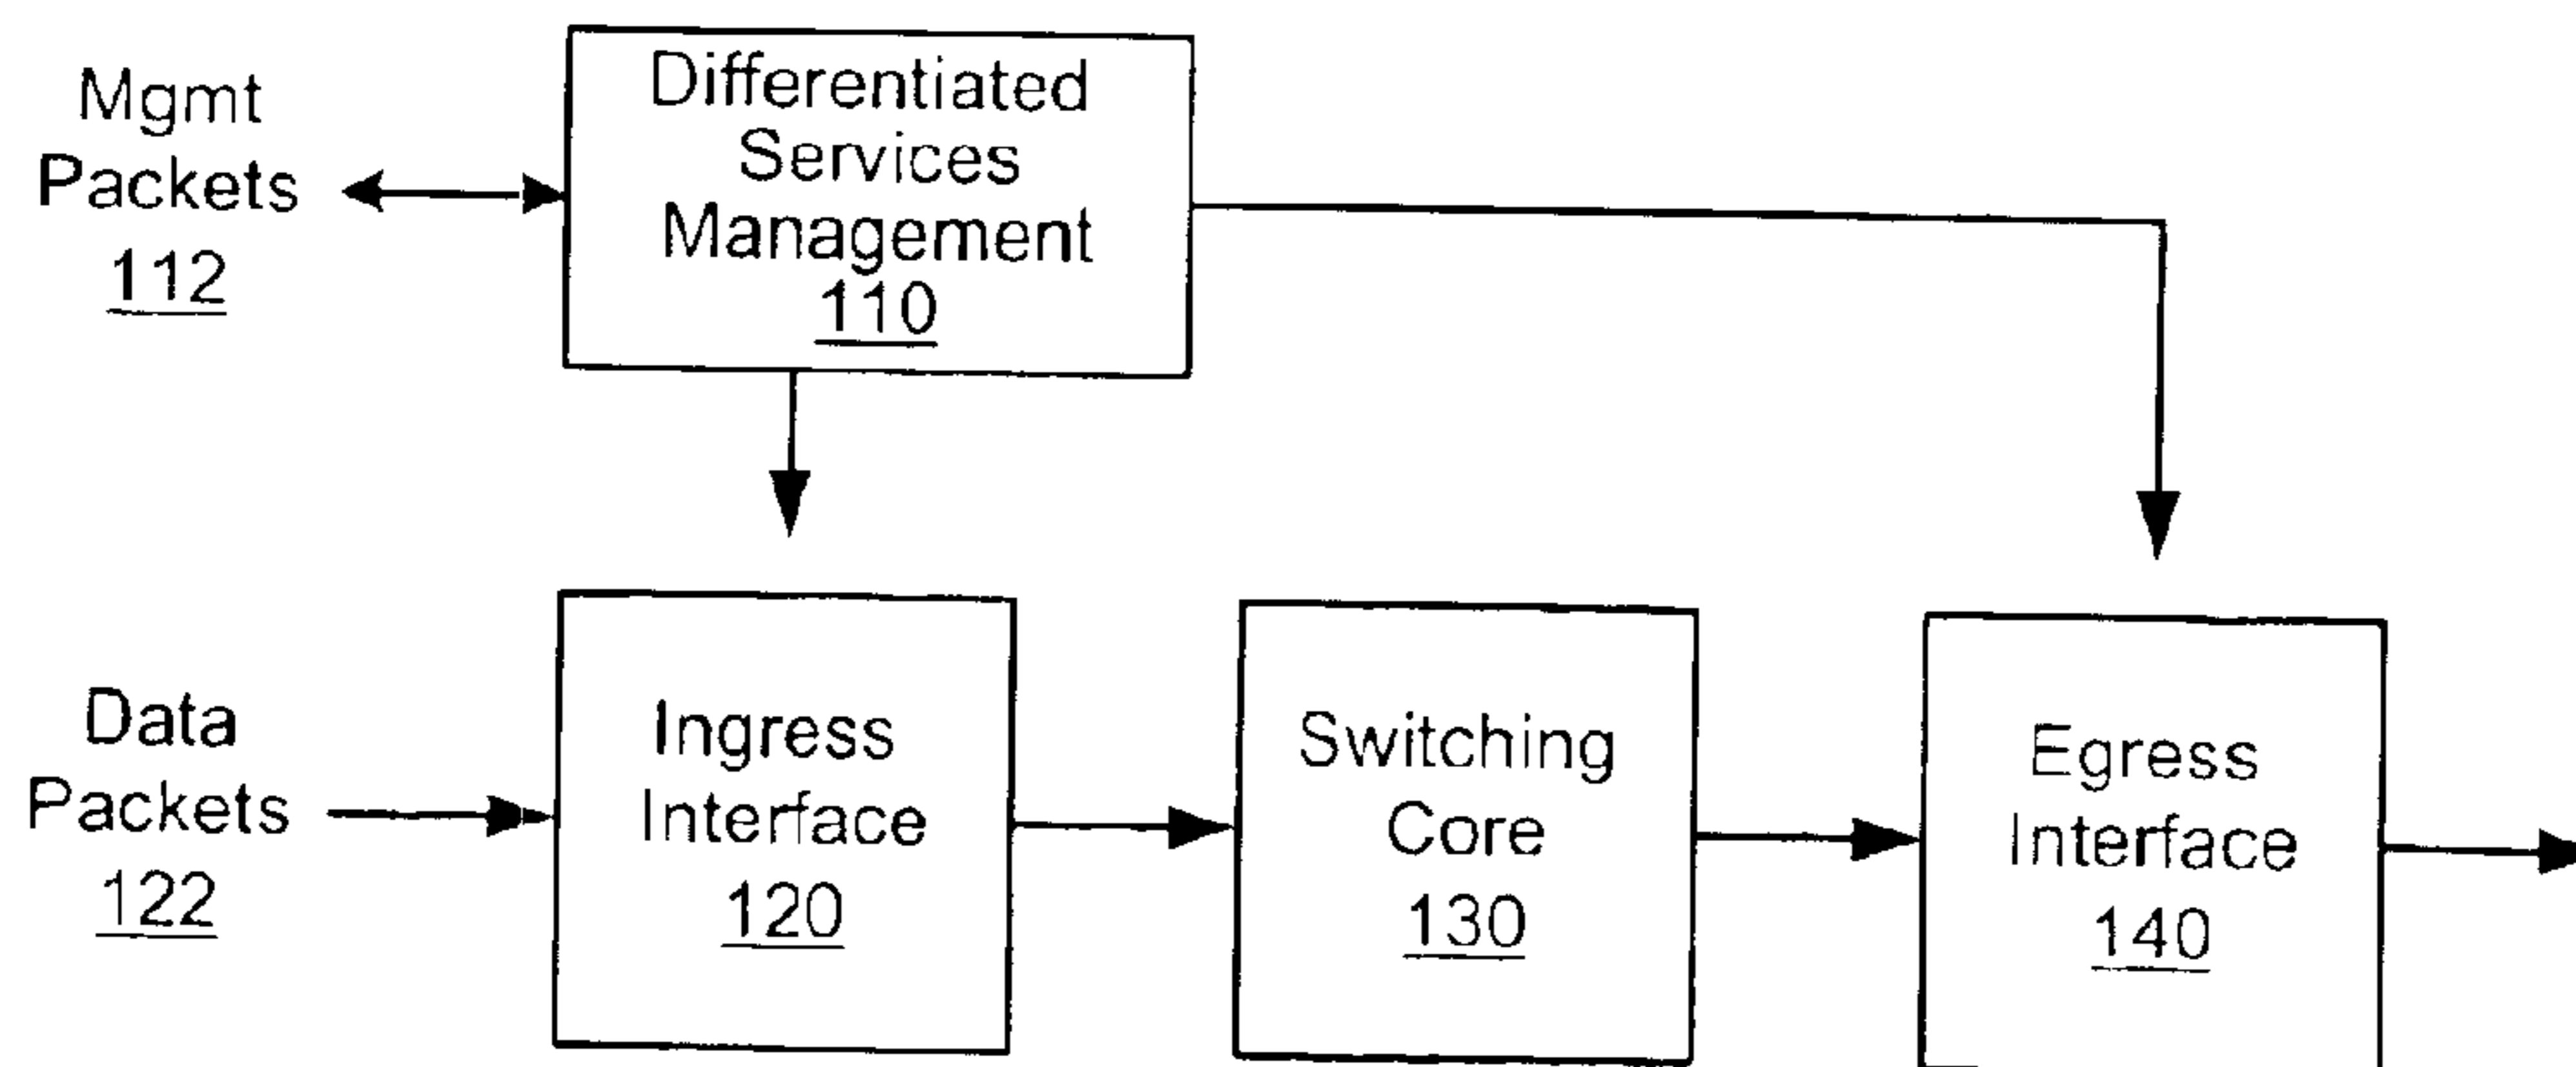 Mgmt
Packets
112
Differentiated
Services
Management
110
Data
Packets
122
Ingress
Interface
120
Switching
Core
130
Egress
Interface
140